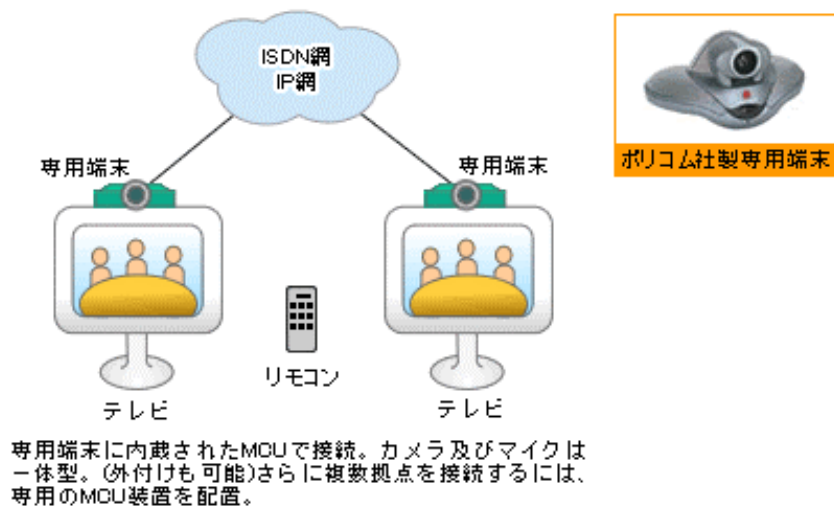 ISDN網
IP網
専用端末
専用端末
ポリコム社製専用端末
リモコン
テレビ
テレビ
専用端末に内蔵されたMCUで接続。カメラ及びマイクは
一体型。(外付けも可能)さらに複数拠点を接続するには、
専用のMCU装置を配置。